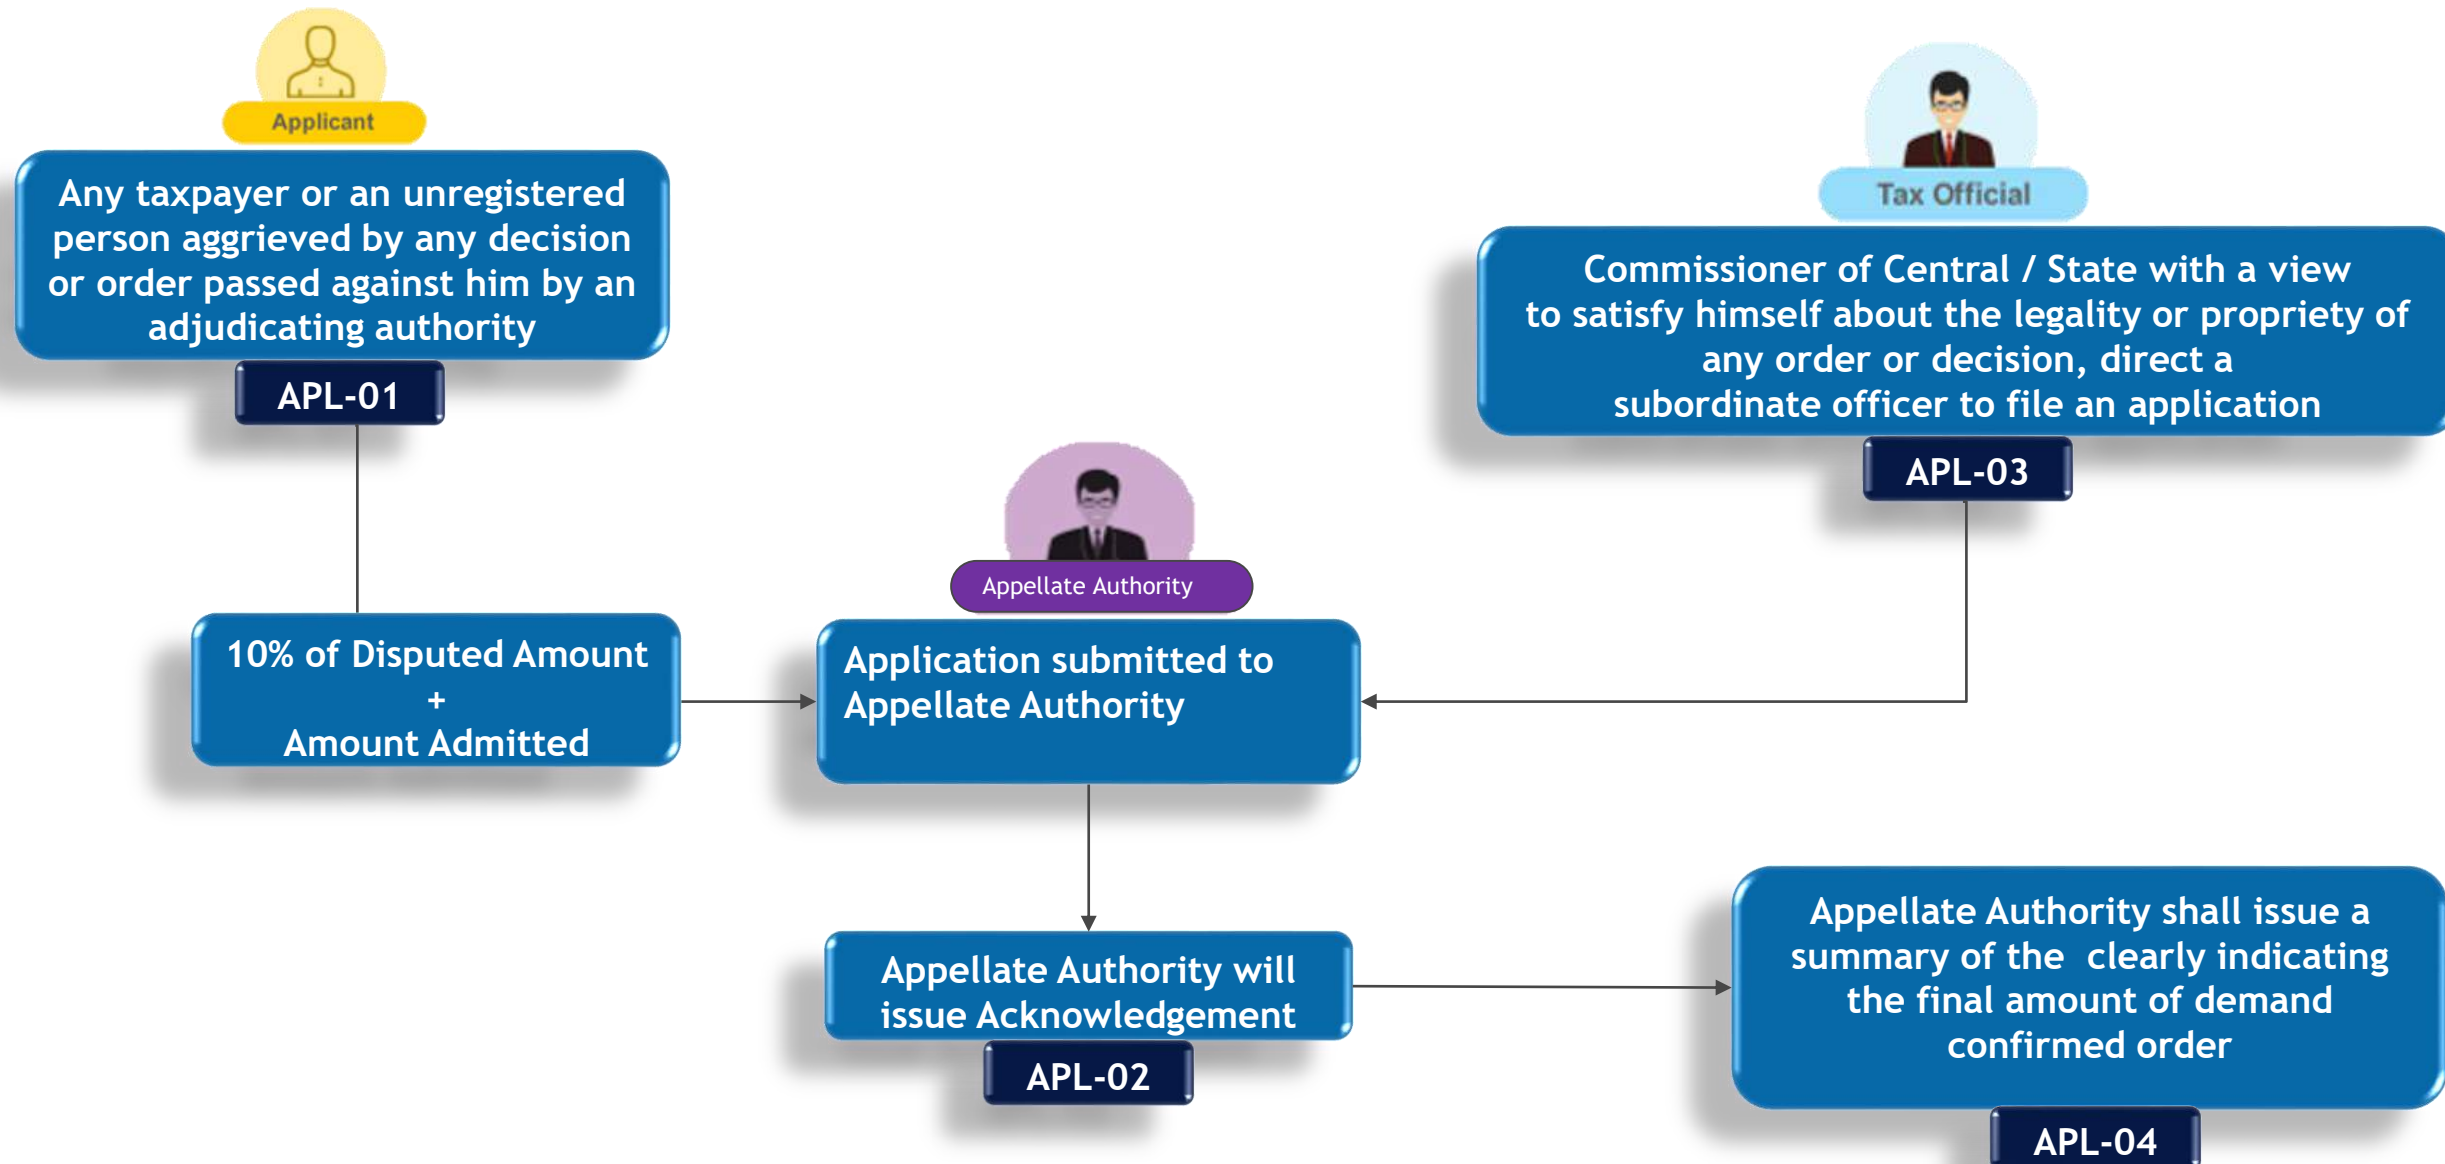 Applicant
Any taxpayer or an unregistered
person aggrieved by any decision
or order passed against him by an
adjudicating authority
APL-01
Tax Official
Commissioner of Central / State with a view
to satisfy himself about the legality or propriety of
any order or decision, direct a
subordinate officer to file an application
APL-03
10% of Disputed Amount
+
Amount Admitted
Appellate Authority
Application submitted to
Appellate Authority
Appellate Authority will
issue Acknowledgement
APL-02
Appellate Authority shall issue a
summary of the  clearly indicating
the final amount of demand
confirmed order
APL-04